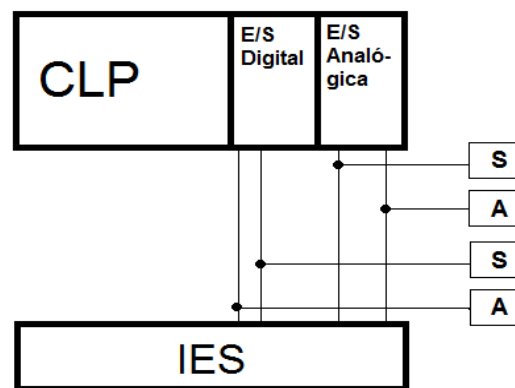 CLP
E/S
Digital
E/S
Analó-
gica
S
A
S
A
IES